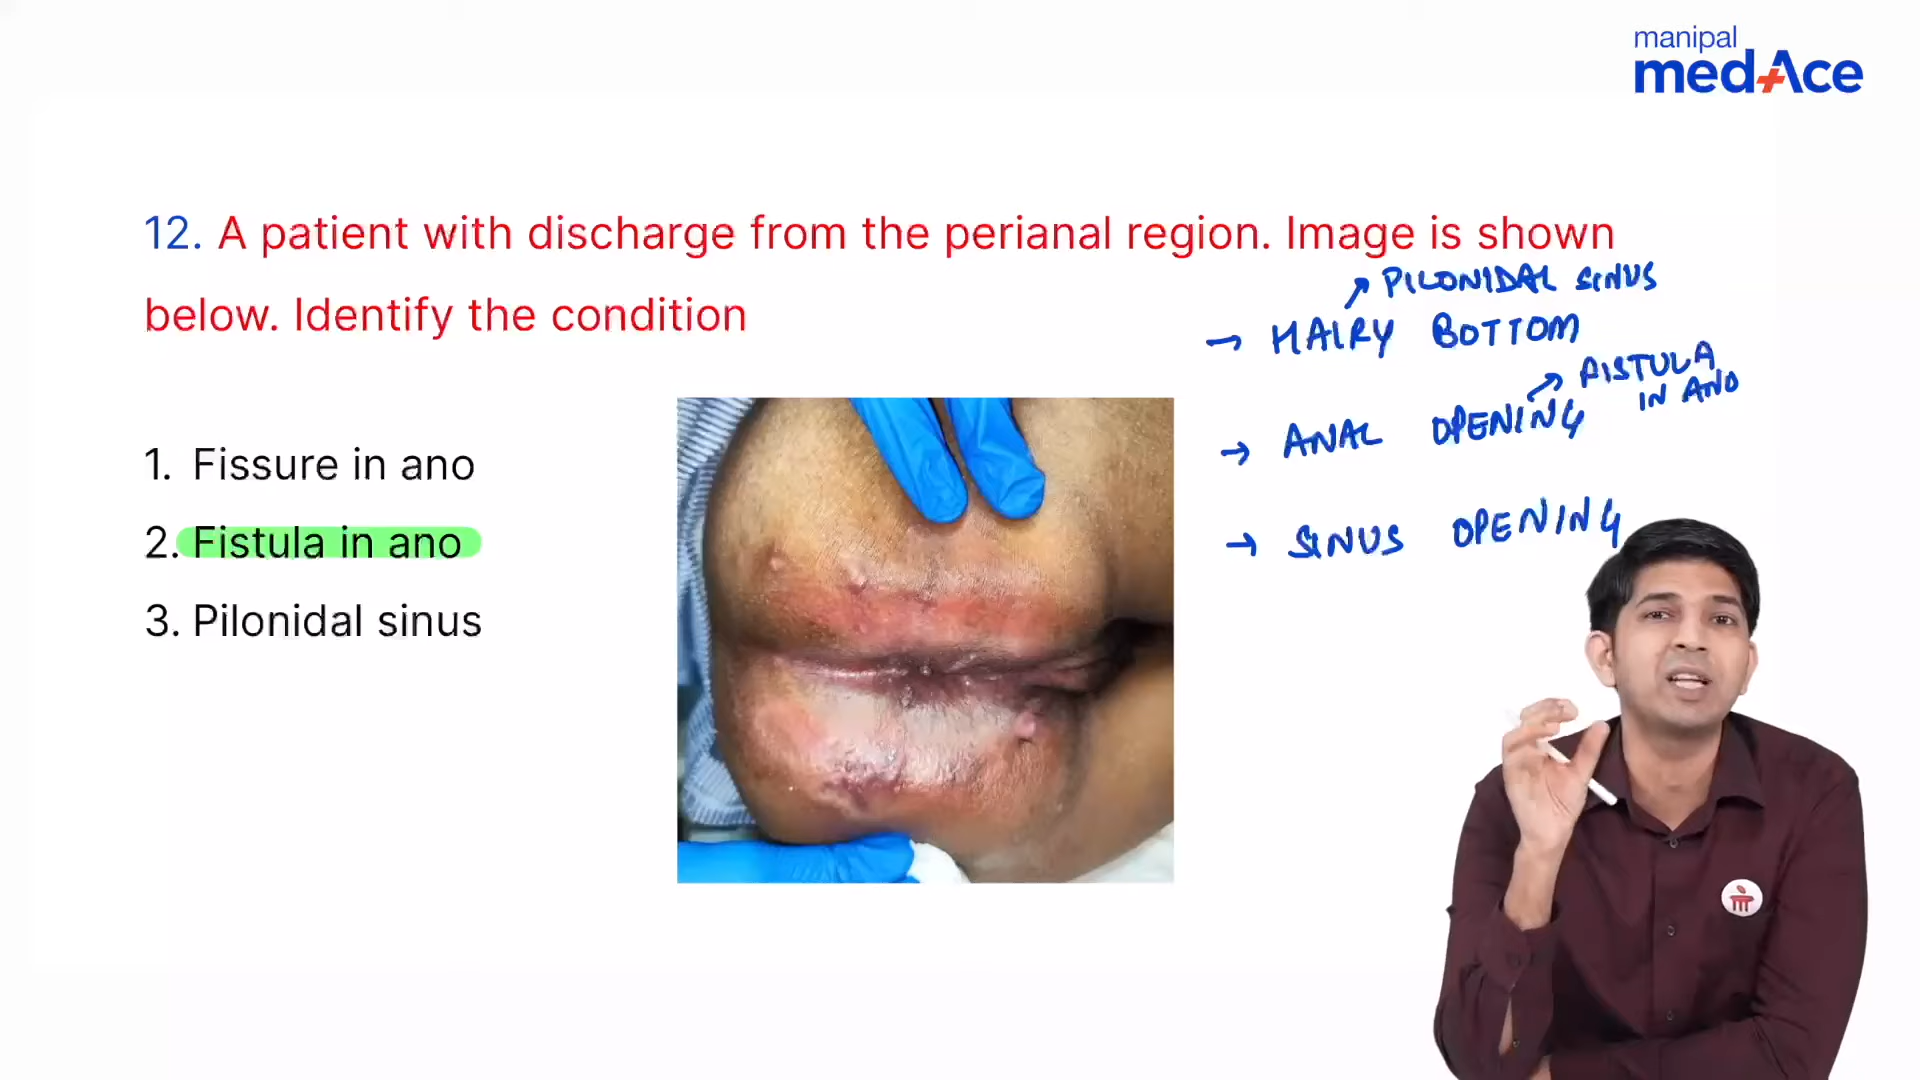 manipal
medAce
12. A patient with discharge from the perianal region. Image is shown
below. Identify the condition
PILONIDAL SINUS
→ HAIRY BOTTOM
FISTULA
IN ANO
→ ANAL OPENING
→ SINUS OPENING
1. Fissure in ano
2. Fistula in ano
3. Pilonidal sinus